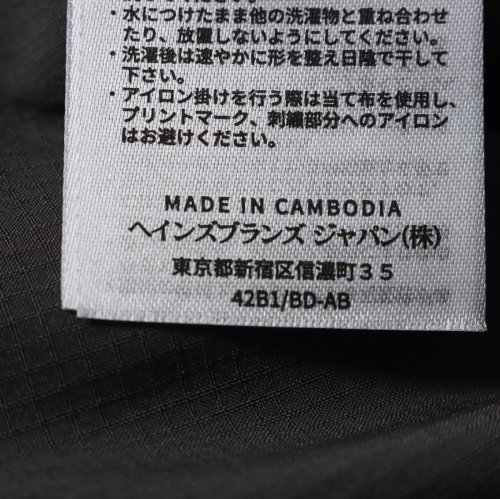 ・水につけたまま他の洗濯物と重ね合わせ
たり、放置しないようにしてください。
・洗濯後は速やかに形を整え日陰で干して
下さい。
・アイロン掛けを行う際は当て布を使用し、
プリントマーク、刺繍部分へのアイロン
はお避けください。
MADE IN CAMBODIA
ヘインズブランズ ジャパン(株)
東京都新宿区信濃町35
42B1/BD-AB